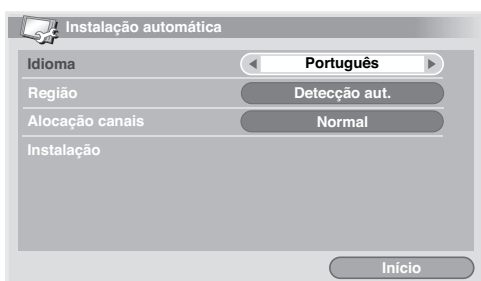 Instalação automática
Idioma Português
Região Detecção aut.
Alocação canais Normal
Instalação
Início